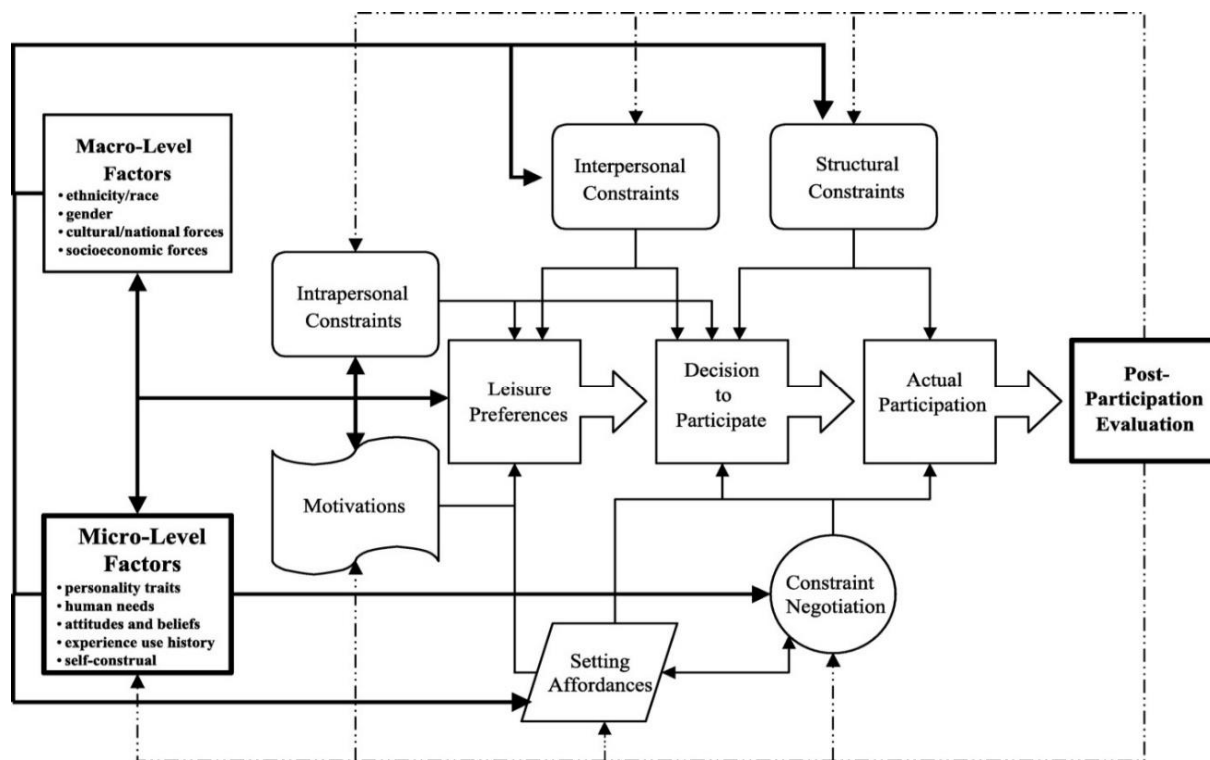 Macro-Level
Factors
• ethnicity/race
• gender
• cultural/national forces
• socioeconomic forces
Interpersonal
Constraints
Structural
Constraints
Intrapersonal
Constraints
Leisure
Preferences
Decision
to
Participate
Actual
Participation
Post-
Participation
Evaluation
Motivations
Micro-Level
Factors
• personality traits
• human needs
• attitudes and beliefs
• experience use history
• self-construal
Constraint
Negotiation
Setting
Affordances